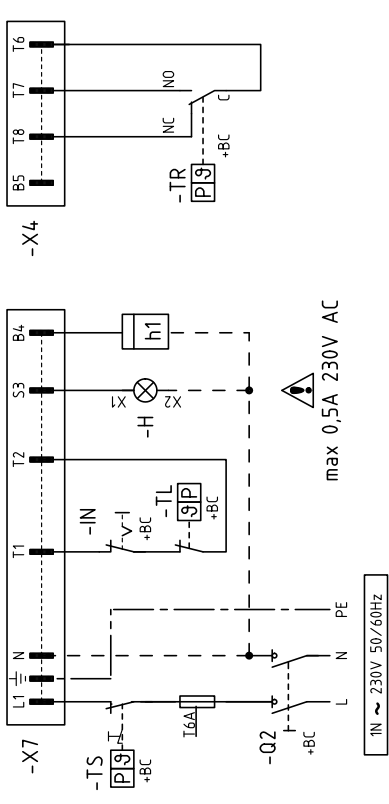 T6
T7
T8
B5
-X4
NO
NC
C
-TR
P ϑ
+BC
B4
S3
T2
T1
N
L1
-X7
h1
X1
X2
-H
-IN
+BC
-TL
ϑ P
+BC
max 0,5A 230V AC
-TS
P ϑ
+BC
T6A
-Q2
+BC
PE
N
L
1N ~ 230V 50/60Hz